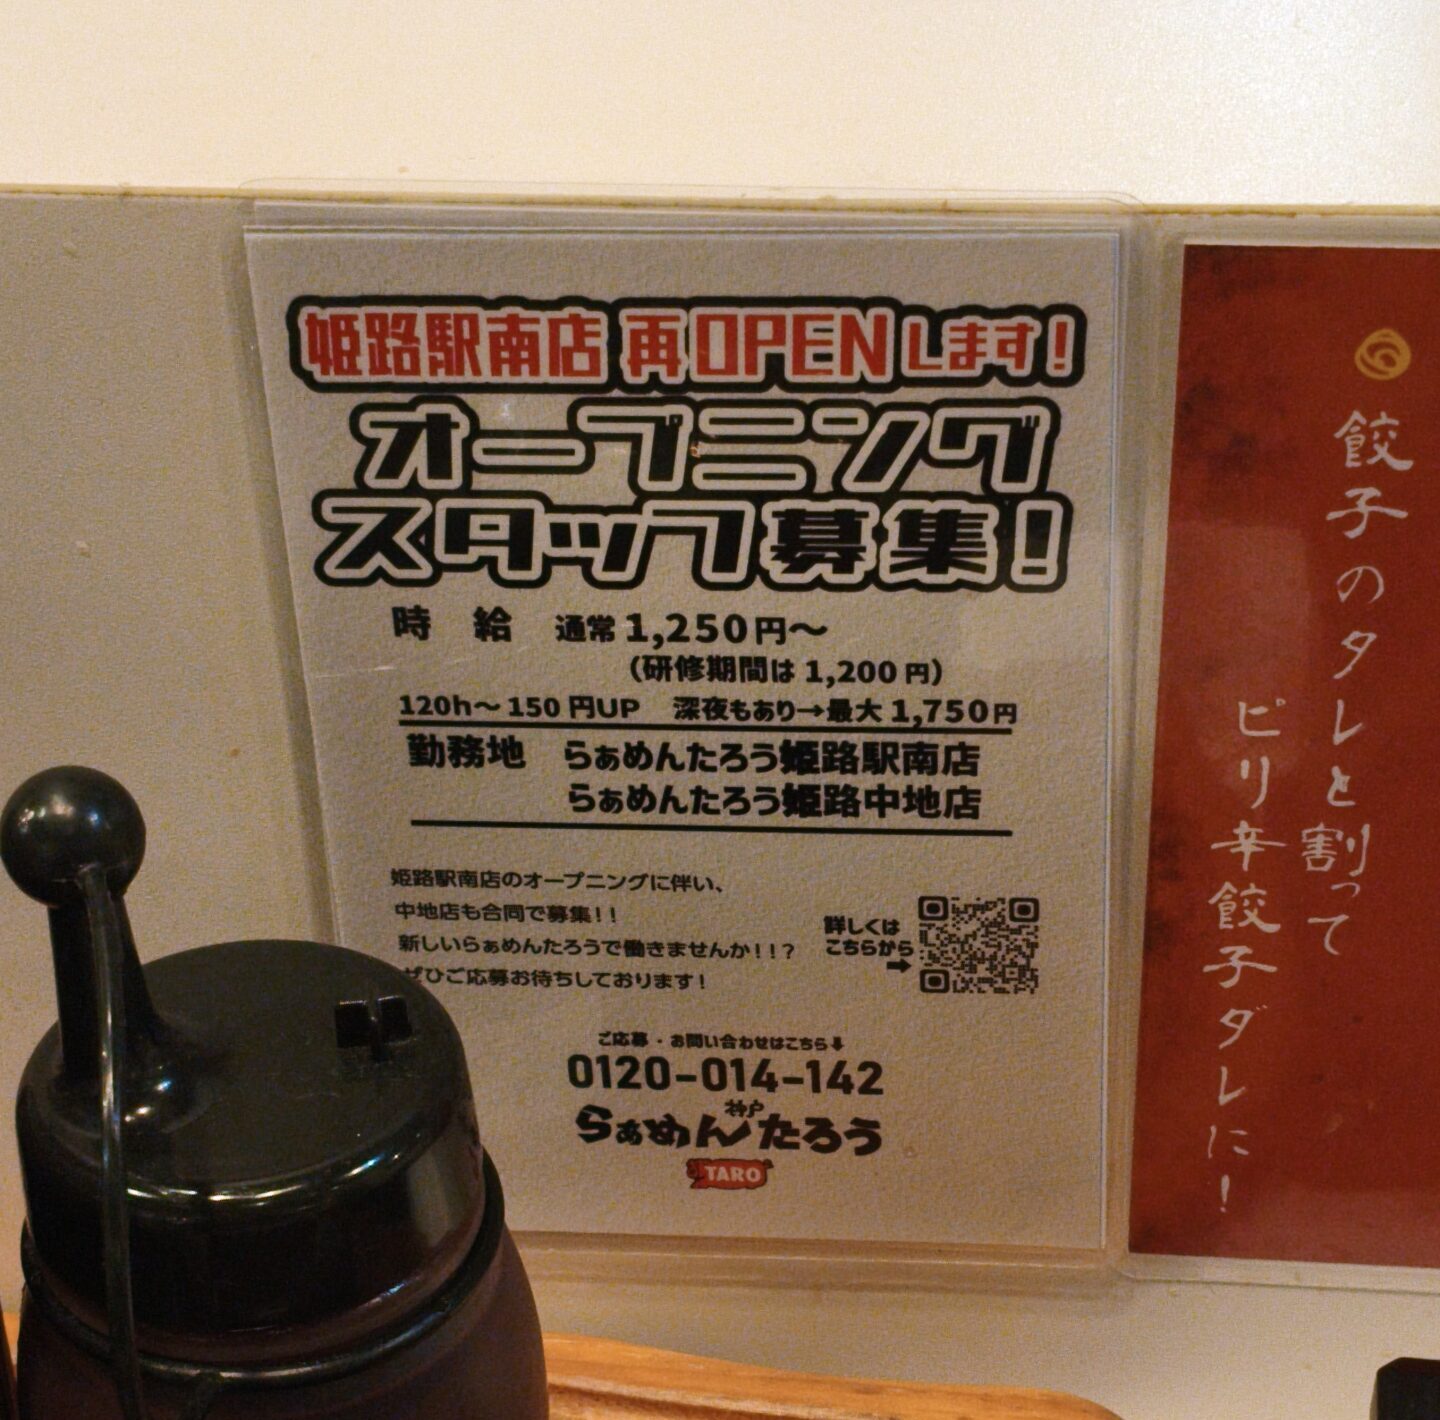 姫路駅南店 再OPENします!
オープニング
スタッフ募集!
時 給 通常 1,250円～
(研修期間は 1,200 円)
120h～ 150 円UP 深夜もあり→最大 1,750円
勤務地 らぁめんたろう姫路駅南店
らぁめんたろう姫路中地店
姫路駅南店のオープニングに伴い、
中地店も合同で募集!!
新しいらぁめんたろうで働きませんか!!?
ぜひご応募お待ちしております!
詳しくは
こちらから
➡
ご応募・お問い合わせはこちら⬇
0120-014-142
神戸
らぁめんたろう
TARO
餃子のタレと割って
ピリ辛餃子ダレに!